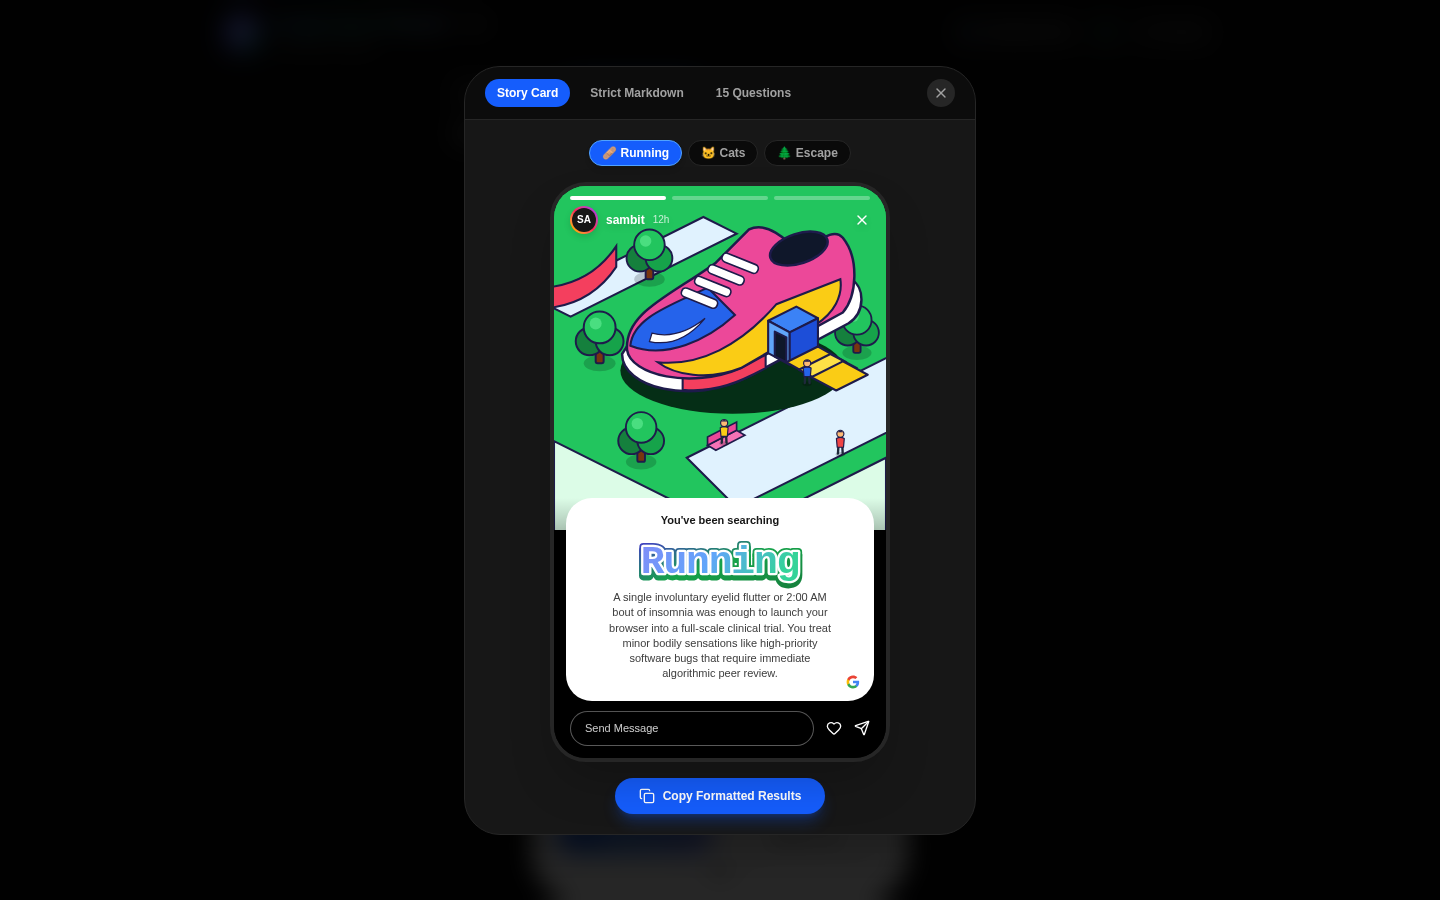 Story Card
Strict Markdown
15 Questions
🩹 Running
🐱 Cats
🌲 Escape
SA
sambit 12h
You've been searching
Running
A single involuntary eyelid flutter or 2:00 AM
bout of insomnia was enough to launch your
browser into a full-scale clinical trial. You treat
minor bodily sensations like high-priority
software bugs that require immediate
algorithmic peer review.
G
Send Message
Copy Formatted Results